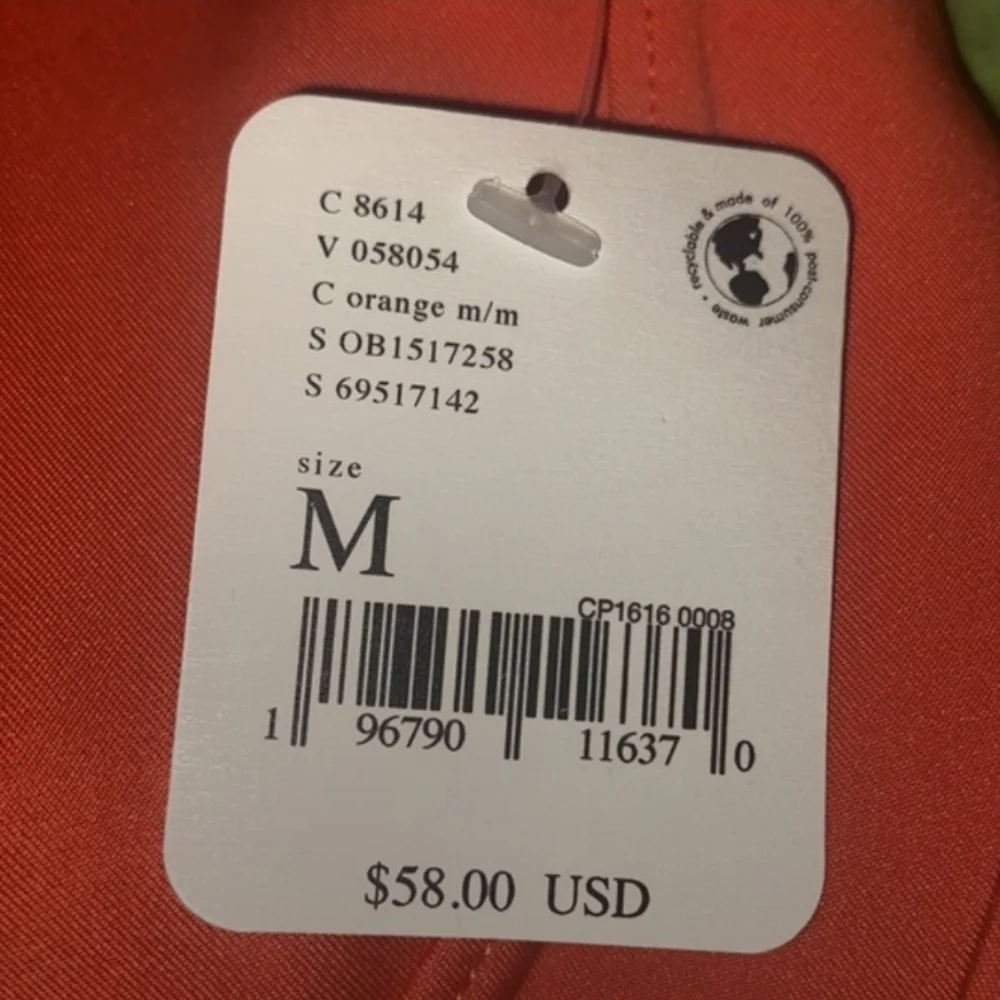 C 8614
V 058054
C orange m/m
S OB1517258
S 69517142
recyclable & made of 100% post-consumer waste •
size
M
CP1616 0008
1 96790 11637 0
$58.00 USD